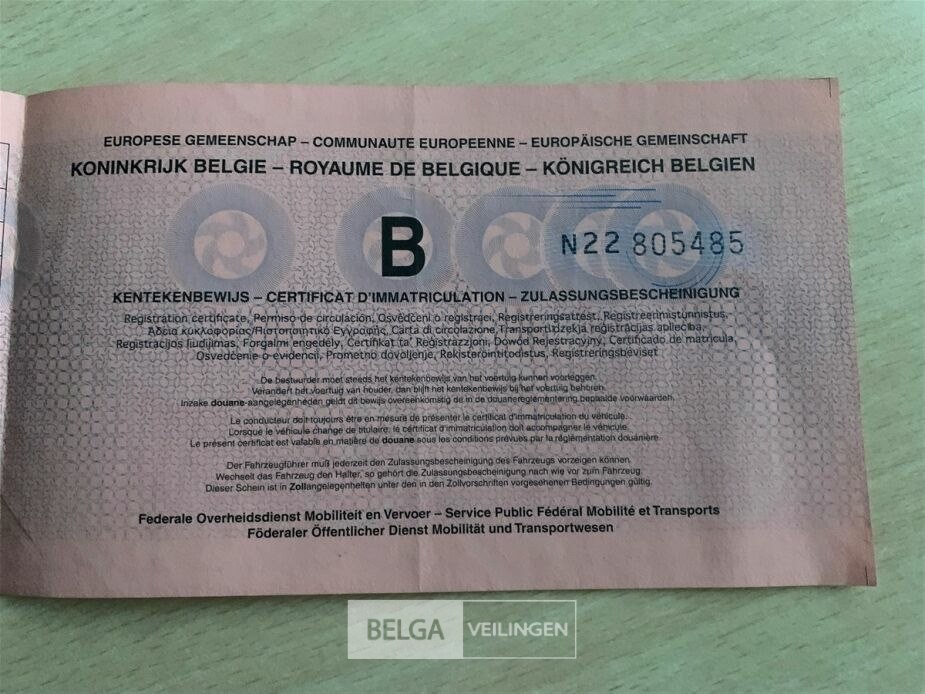 EUROPESE GEMEENSCHAP – COMMUNAUTE EUROPEENNE – EUROPÄISCHE GEMEINSCHAFT
KONINKRIJK BELGIE – ROYAUME DE BELGIQUE – KÖNIGREICH BELGIEN
B
N22 805485
KENTEKENBEWIJS – CERTIFICAT D'IMMATRICULATION – ZULASSUNGSBESCHEINIGUNG
Registration certificate, Permiso de circulación, Osvědčení o registraci, Registreringsattest, Registreerimistunnistus,
Άδεια κυκλοφορίας/Πιστοποιητικό Εγγραφής, Carta di circolazione, Transportlīdzekļa reģistrācijas apliecība,
Registracijos liudijimas, Forgalmi engedély, Ċertifikat ta' Reġistrazzjoni, Dowód Rejestracyjny, Certificado de matrícula,
Osvedčenie o evidencii, Prometno dovoljenje, Rekisteröintitodistus, Registreringsbeviset
De bestuurder moet steeds het kentekenbewijs van het voertuig kunnen voorleggen.
Verandert het voertuig van houder, dan blijft het kentekenbewijs bij het voertuig behoren.
Inzake douane-aangelegenheden geldt dit bewijs overeenkomstig de in de douanereglementering bepaalde voorwaarden.
Le conducteur doit toujours être en mesure de présenter le certificat d'immatriculation du véhicule.
Lorsque le véhicule change de titulaire, le certificat d'immatriculation doit accompagner le véhicule.
Le présent certificat est valable en matière de douane sous les conditions prévues par la réglementation douanière.
Der Fahrzeugführer muß jederzeit den Zulassungsbescheinigung des Fahrzeugs vorzeigen können.
Wechselt das Fahrzeug den Halter, so gehört die Zulassungsbescheinigung nach wie vor zum Fahrzeug.
Dieser Schein ist in Zollangelegenheiten unter den in den Zollvorschriften vorgesehenen Bedingungen gültig.
Federale Overheidsdienst Mobiliteit en Vervoer – Service Public Fédéral Mobilité et Transports
Föderaler Öffentlicher Dienst Mobilität und Transportwesen
BELGA VEILINGEN